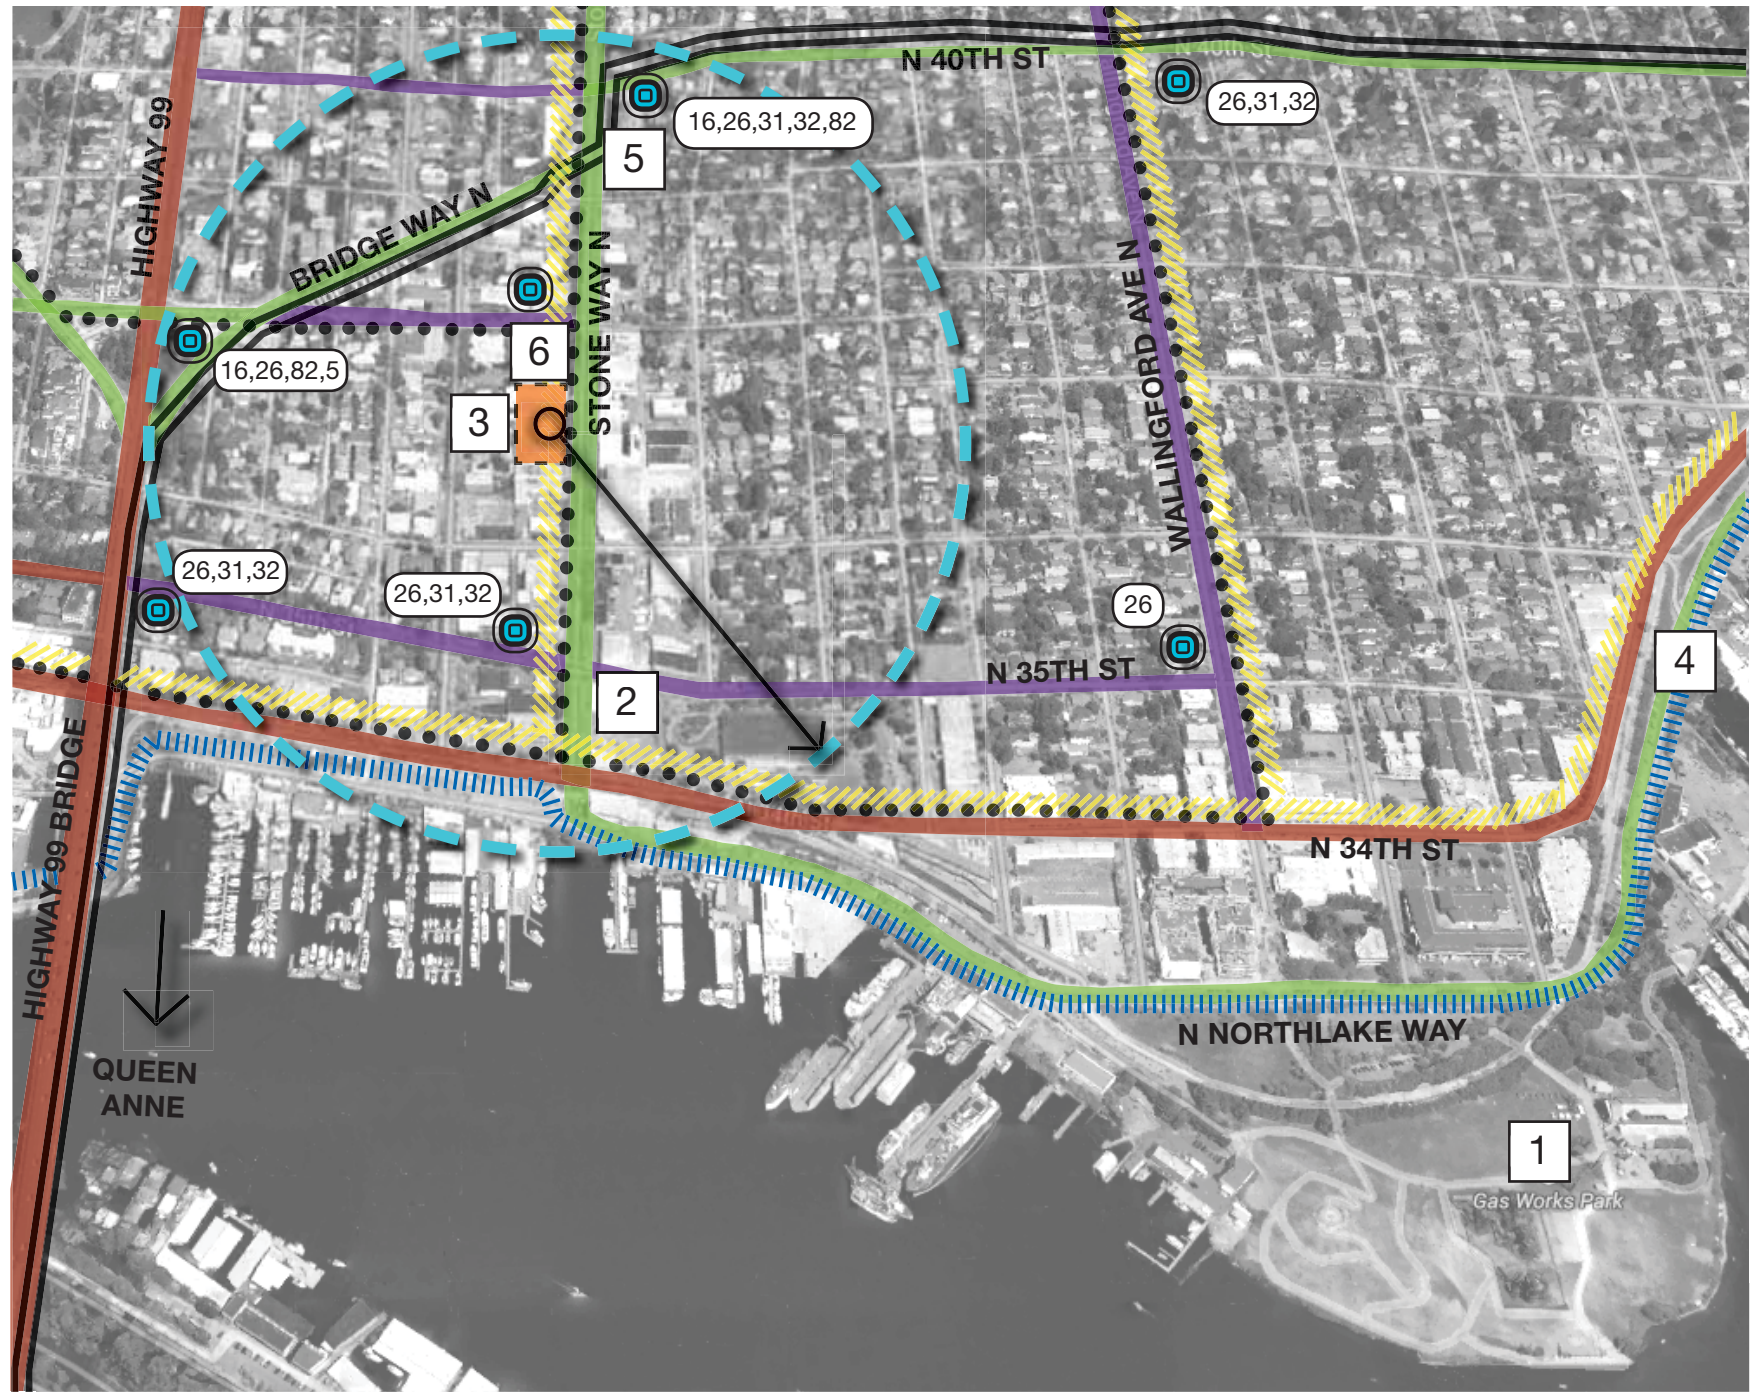 N 40TH ST
26,31,32
16,26,31,32,82
5
HIGHWAY 99
BRIDGE WAY N
STONE WAY N
WALLINGFORD AVE N
6
16,26,82,5
3
26,31,32
26,31,32
26
N 35TH ST
4
2
HIGHWAY 99 BRIDGE
N 34TH ST
N NORTHLAKE WAY
QUEEN
ANNE
1
Gas Works Park